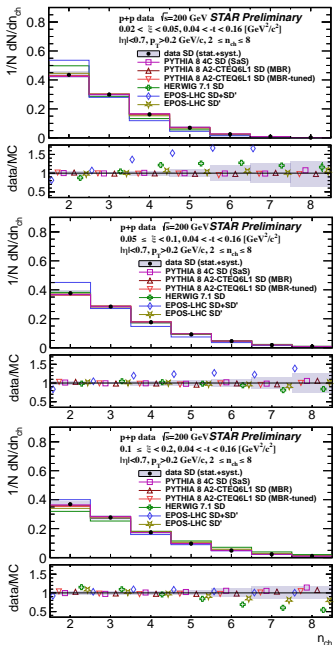 p+p data √s=200 GeV STAR Preliminary
0.02 < ξ < 0.05, 0.04 < -t < 0.16 [GeV²/c²]
|η|<0.7, p_T>0.2 GeV/c, 2 ≤ n_ch ≤ 8
data SD (stat.+syst.)
PYTHIA 8 4C SD (SaS)
PYTHIA 8 A2-CTEQ6L1 SD (MBR)
PYTHIA 8 A2-CTEQ6L1 SD (MBR-tuned)
HERWIG 7.1 SD
EPOS-LHC SD+SD'
EPOS-LHC SD'
1/N dN/dn_ch
0.8
0.6
0.4
0.2
0
2 3 4 5 6 7 8
data/MC
1.5
1
0.5
p+p data √s=200 GeV STAR Preliminary
0.05 ≤ ξ < 0.1, 0.04 < -t < 0.16 [GeV²/c²]
|η|<0.7, p_T>0.2 GeV/c, 2 ≤ n_ch ≤ 8
data SD (stat.+syst.)
PYTHIA 8 4C SD (SaS)
PYTHIA 8 A2-CTEQ6L1 SD (MBR)
PYTHIA 8 A2-CTEQ6L1 SD (MBR-tuned)
HERWIG 7.1 SD
EPOS-LHC SD+SD'
EPOS-LHC SD'
1/N dN/dn_ch
0.8
0.6
0.4
0.2
0
2 3 4 5 6 7 8
data/MC
1.5
1
0.5
p+p data √s=200 GeV STAR Preliminary
0.1 ≤ ξ < 0.2, 0.04 < -t < 0.16 [GeV²/c²]
|η|<0.7, p_T>0.2 GeV/c, 2 ≤ n_ch ≤ 8
data SD (stat.+syst.)
PYTHIA 8 4C SD (SaS)
PYTHIA 8 A2-CTEQ6L1 SD (MBR)
PYTHIA 8 A2-CTEQ6L1 SD (MBR-tuned)
HERWIG 7.1 SD
EPOS-LHC SD+SD'
EPOS-LHC SD'
1/N dN/dn_ch
0.8
0.6
0.4
0.2
0
data/MC
1.5
1
0.5
2 3 4 5 6 7 8
n_ch